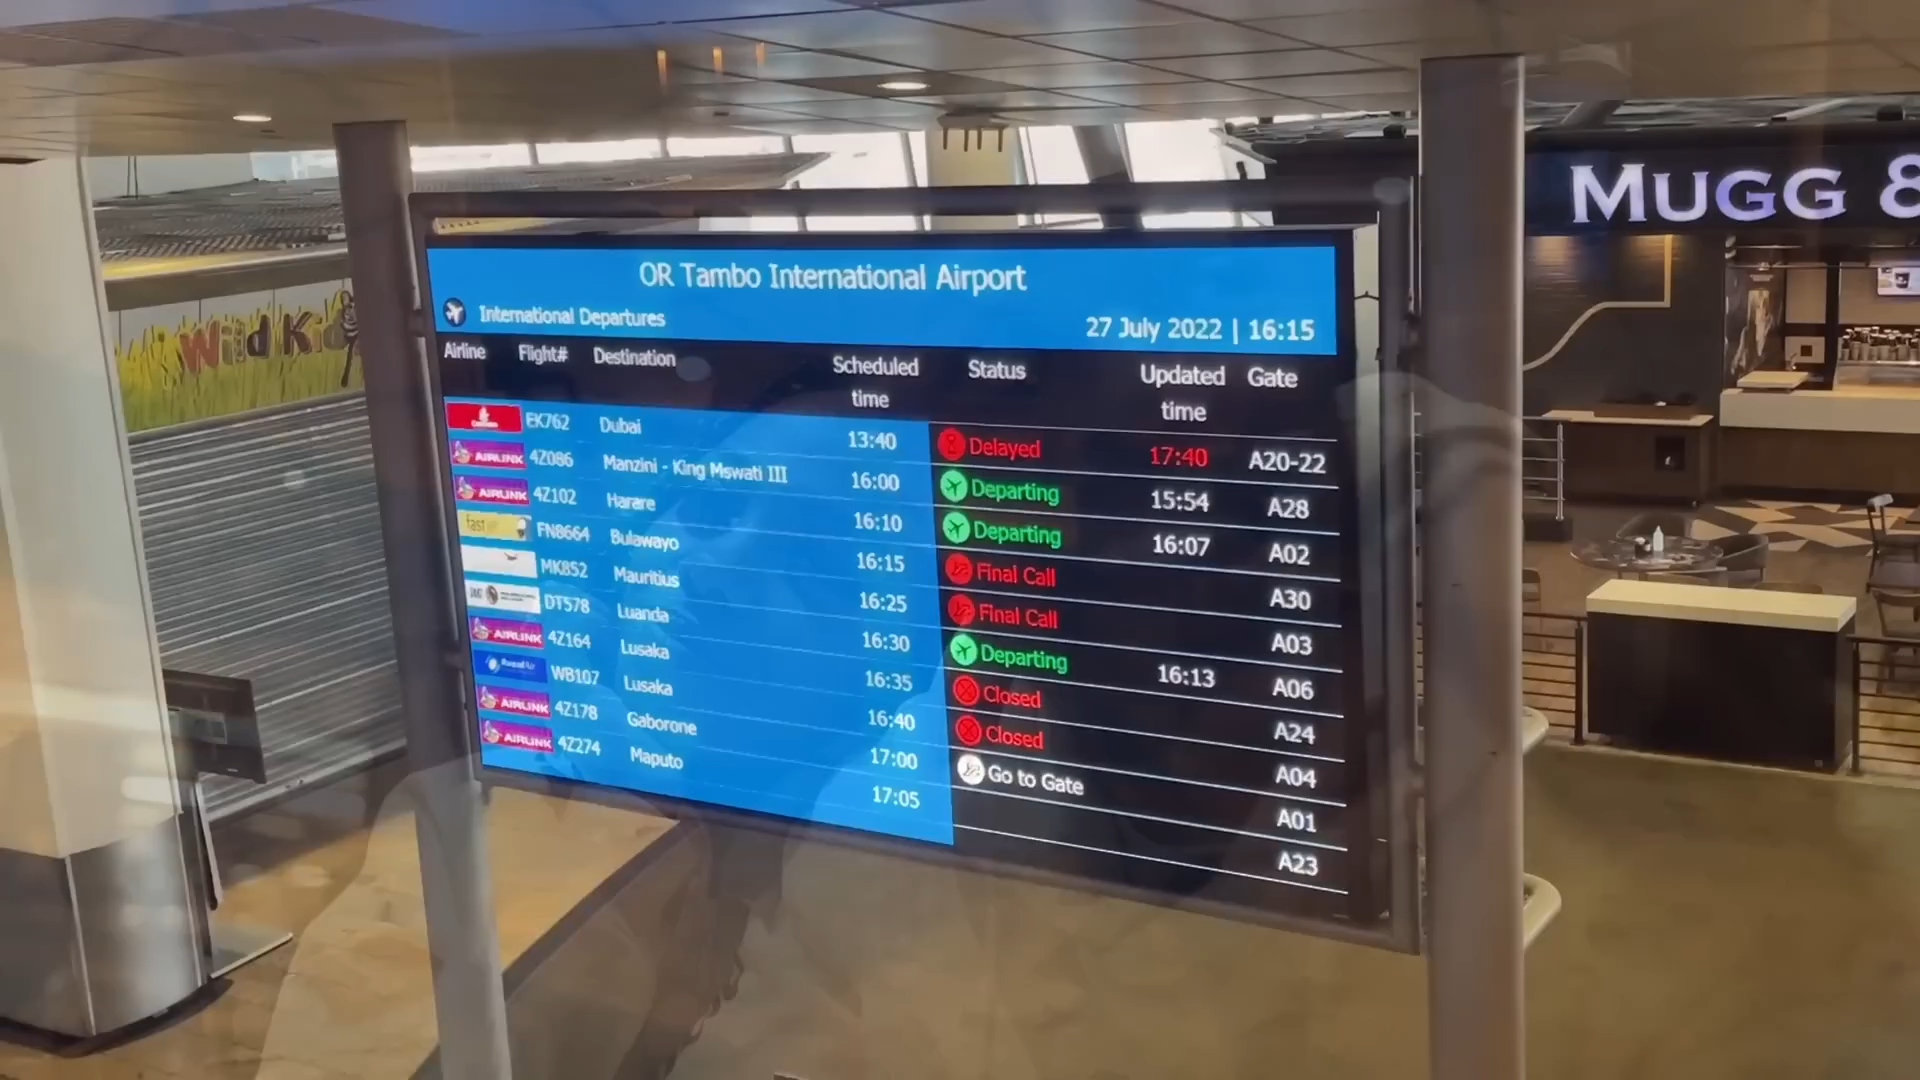 MUGG &
Wild Kid
OR Tambo International Airport
International Departures
27 July 2022 | 16:15
Airline Flight# Destination Scheduled time Status Updated time Gate
Emirates EK762 Dubai 13:40 Delayed 17:40 A20-22
AIRLINK 4Z086 Manzini - King Mswati III 16:00 Departing 15:54 A28
AIRLINK 4Z102 Harare 16:10 Departing 16:07 A02
fast FN8664 Bulawayo 16:15 Final Call A30
MK852 Mauritius 16:25 Final Call A03
DT578 Luanda 16:30 Departing 16:13 A06
AIRLINK 4Z164 Lusaka 16:35 Closed A24
RwandAir WB107 Lusaka 16:40 Closed A04
AIRLINK 4Z178 Gaborone 17:00 Go to Gate A01
AIRLINK 4Z274 Maputo 17:05 A23